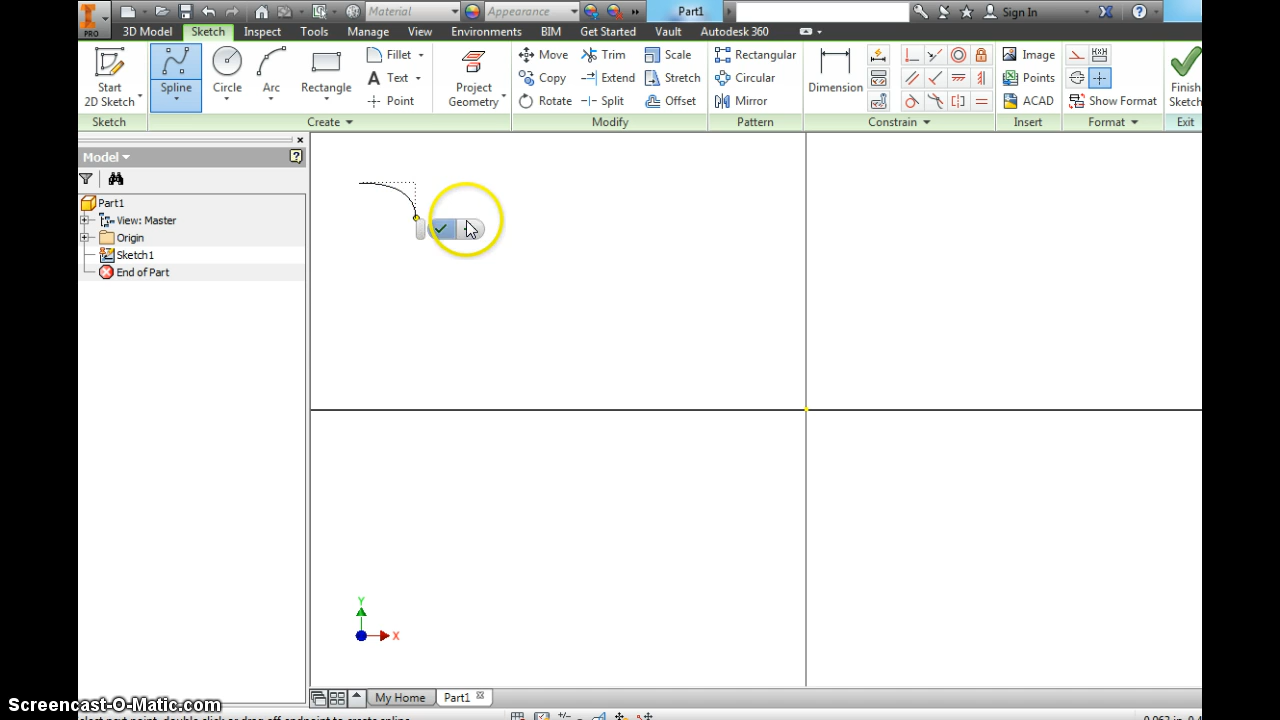 Material
Appearance
Part1
Sign In
PRO
3D Model
Sketch
Inspect
Tools
Manage
View
Environments
BIM
Get Started
Vault
Autodesk 360
Start
2D Sketch
Spline
Circle
Arc
Rectangle
Fillet
Text
Point
Project
Geometry
Move
Copy
Rotate
Trim
Extend
Split
Scale
Stretch
Offset
Rectangular
Circular
Mirror
Dimension
Image
Points
ACAD
Show Format
Finish
Sketch
Sketch
Create
Modify
Pattern
Constrain
Insert
Format
Exit
Model
Part1
View: Master
Origin
Sketch1
End of Part
Y
X
My Home
Part1
Screencast-O-Matic.com